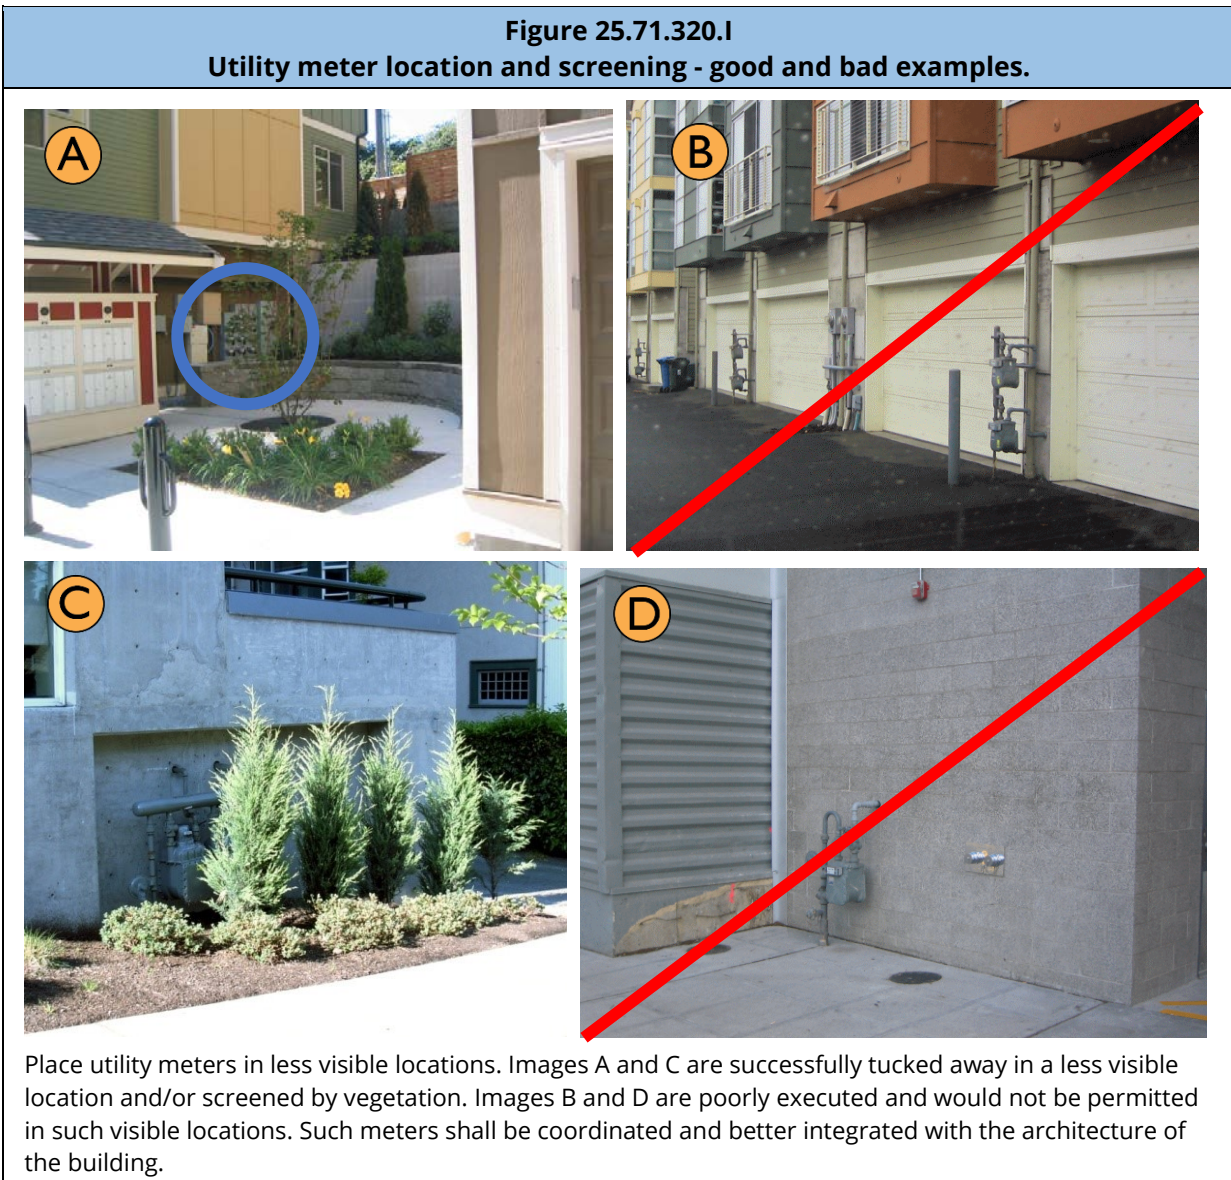 Figure 25.71.320.I
Utility meter location and screening - good and bad examples.
A
B
C
D
Place utility meters in less visible locations. Images A and C are successfully tucked away in a less visible
location and/or screened by vegetation. Images B and D are poorly executed and would not be permitted
in such visible locations. Such meters shall be coordinated and better integrated with the architecture of
the building.